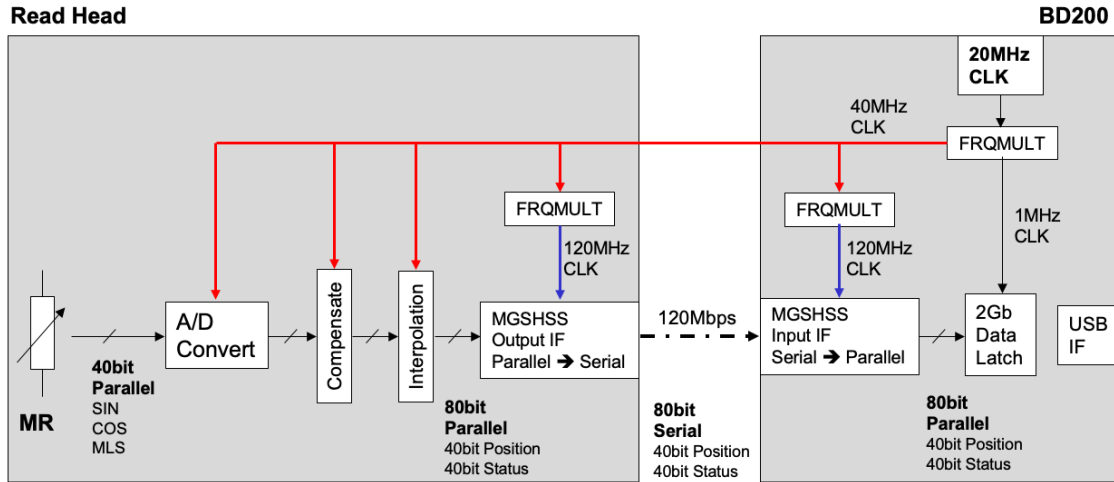 Read Head
BD200
20MHz
CLK
40MHz
CLK
FRQMULT
FRQMULT
FRQMULT
120MHz
CLK
120MHz
CLK
1MHz
CLK
MR
40bit
Parallel
SIN
COS
MLS
A/D
Convert
Compensate
Interpolation
MGSHSS
Output IF
Parallel ➔ Serial
80bit
Parallel
40bit Position
40bit Status
120Mbps
80bit
Serial
40bit Position
40bit Status
MGSHSS
Input IF
Serial ➔ Parallel
2Gb
Data
Latch
80bit
Parallel
40bit Position
40bit Status
USB
IF